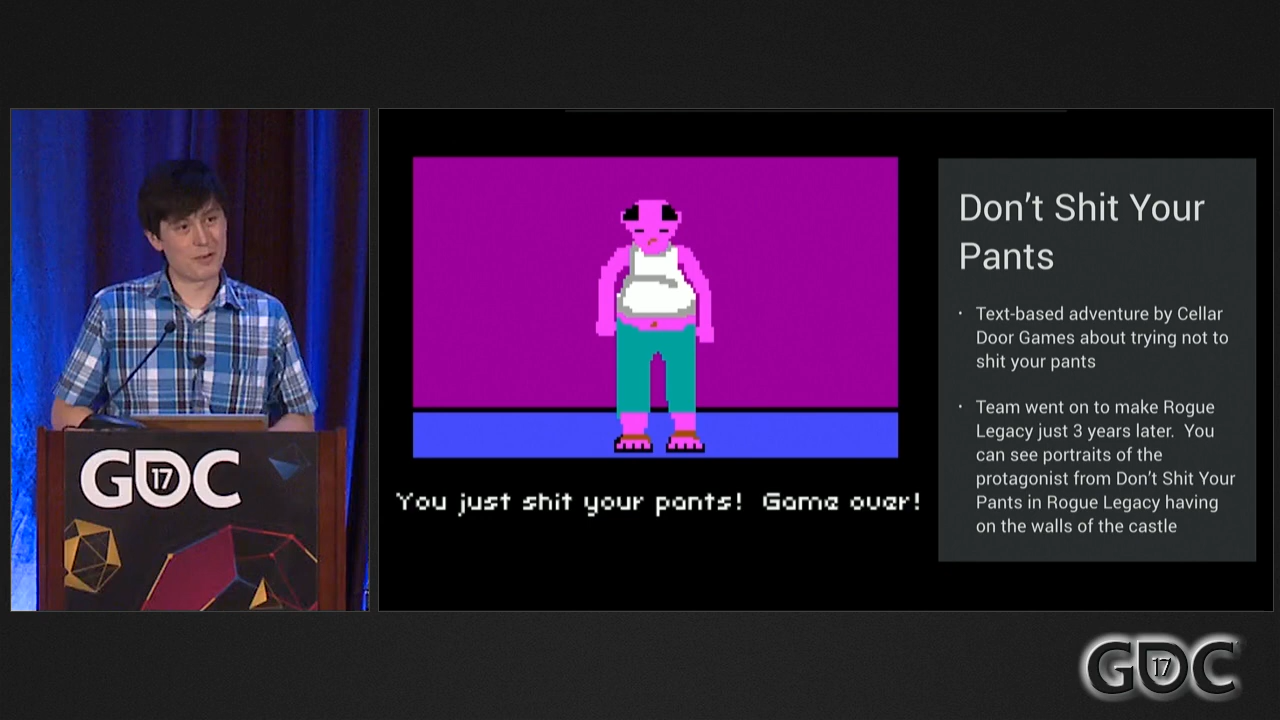 GDC
17
You just shit your pants! Game over!
Don't Shit Your
Pants
• Text-based adventure by Cellar
Door Games about trying not to
shit your pants
• Team went on to make Rogue
Legacy just 3 years later. You
can see portraits of the
protagonist from Don't Shit Your
Pants in Rogue Legacy having
on the walls of the castle
GDC
17